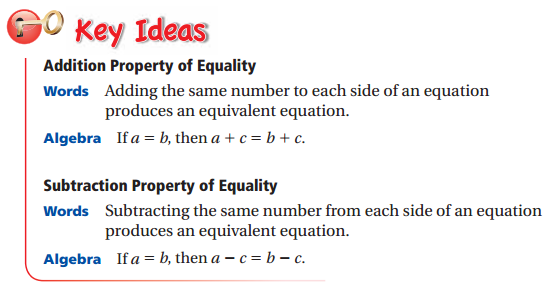 Key Ideas
Addition Property of Equality
Words Adding the same number to each side of an equation
produces an equivalent equation.
Algebra If a = b, then a + c = b + c.
Subtraction Property of Equality
Words Subtracting the same number from each side of an equation
produces an equivalent equation.
Algebra If a = b, then a − c = b − c.